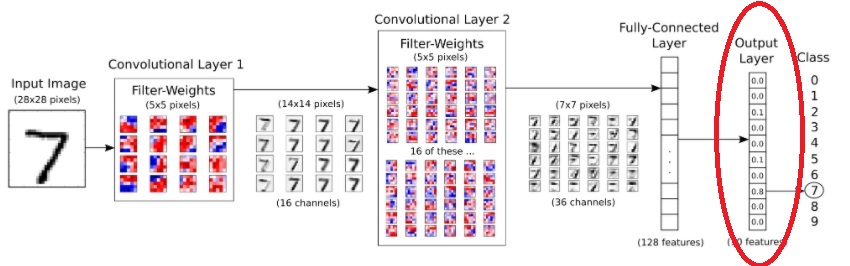 Input Image
(28x28 pixels)
Convolutional Layer 1
Filter-Weights
(5x5 pixels)
(14x14 pixels)
(16 channels)
Convolutional Layer 2
Filter-Weights
(5x5 pixels)
16 of these ...
(7x7 pixels)
(36 channels)
Fully-Connected
Layer
(128 features)
Output
Layer
0.0
0.0
0.1
0.0
0.0
0.1
0.0
0.8
0.0
0.0
(10 features)
Class
0
1
2
3
4
5
6
7
8
9